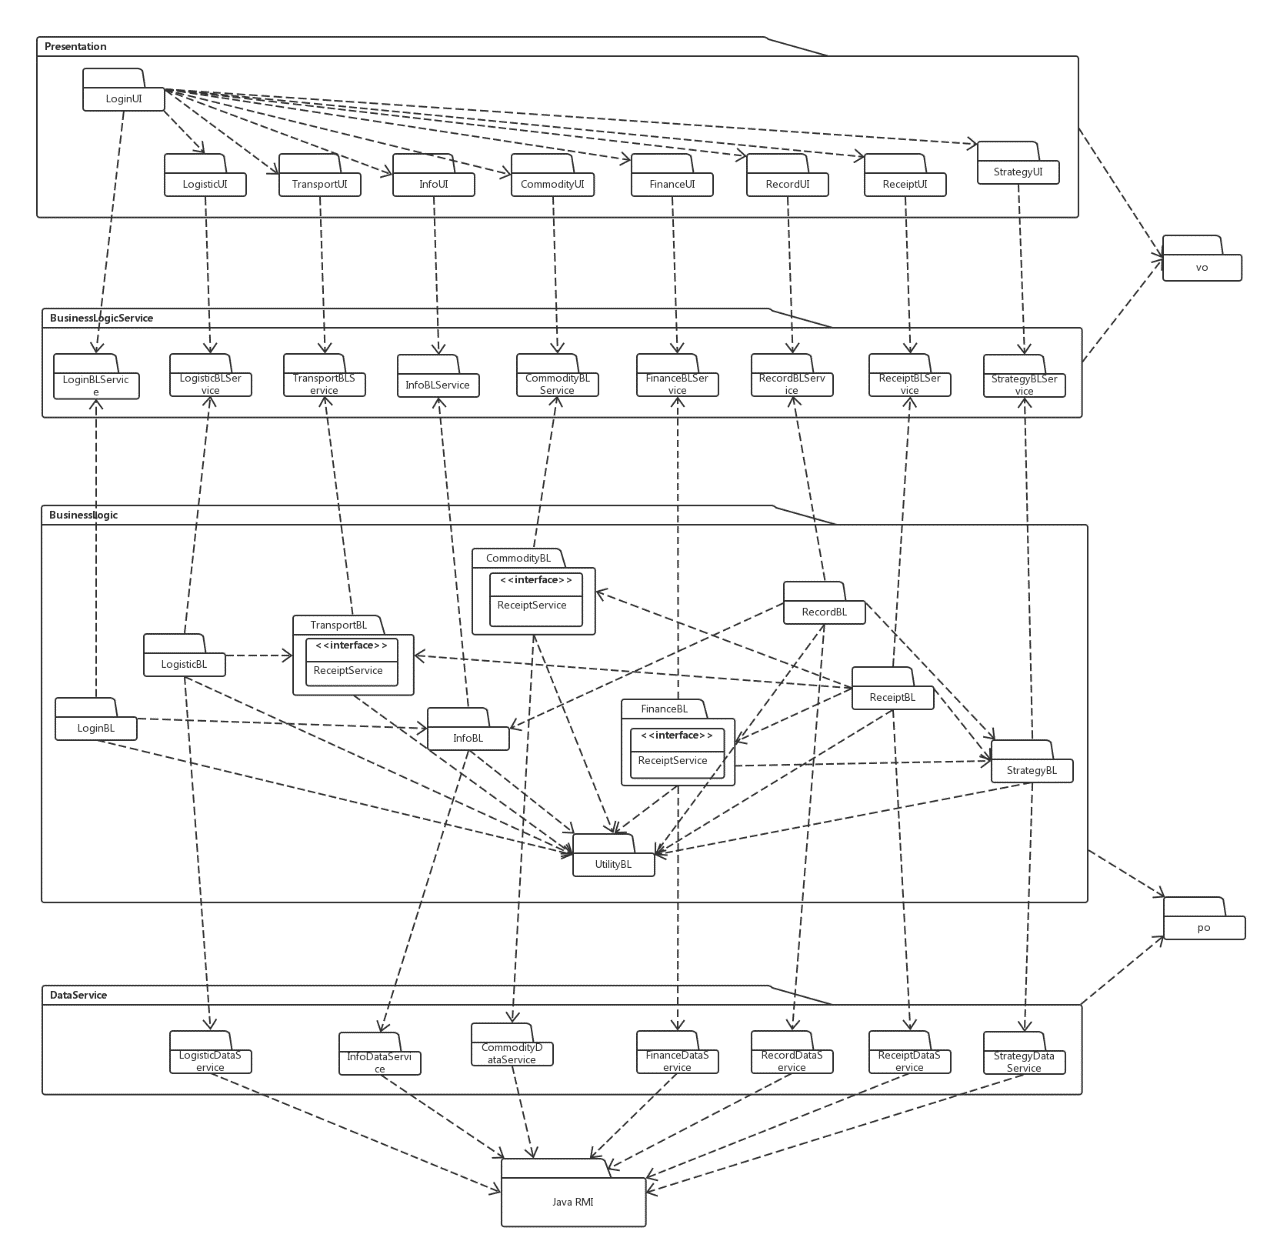 Presentation
LoginUI
LogisticUI
TransportUI
InfoUI
CommodityUI
FinanceUI
RecordUI
ReceiptUI
StrategyUI
vo
BusinessLogicService
LoginBLServic
e
LogisticBLSer
vice
TransportBLS
ervice
InfoBLService
CommodityBL
Service
FinanceBLSer
vice
RecordBLServ
ice
ReceiptBLSer
vice
StrategyBLSer
vice
BusinessLogic
CommodityBL
<<interface>>
ReceiptService
RecordBL
TransportBL
<<interface>>
ReceiptService
LogisticBL
ReceiptBL
FinanceBL
<<interface>>
ReceiptService
LoginBL
InfoBL
StrategyBL
UtilityBL
po
DataService
LogisticDataS
ervice
InfoDataServi
ce
CommodityD
ataService
FinanceDataS
ervice
RecordDataS
ervice
ReceiptDataS
ervice
StrategyData
Service
Java RMI